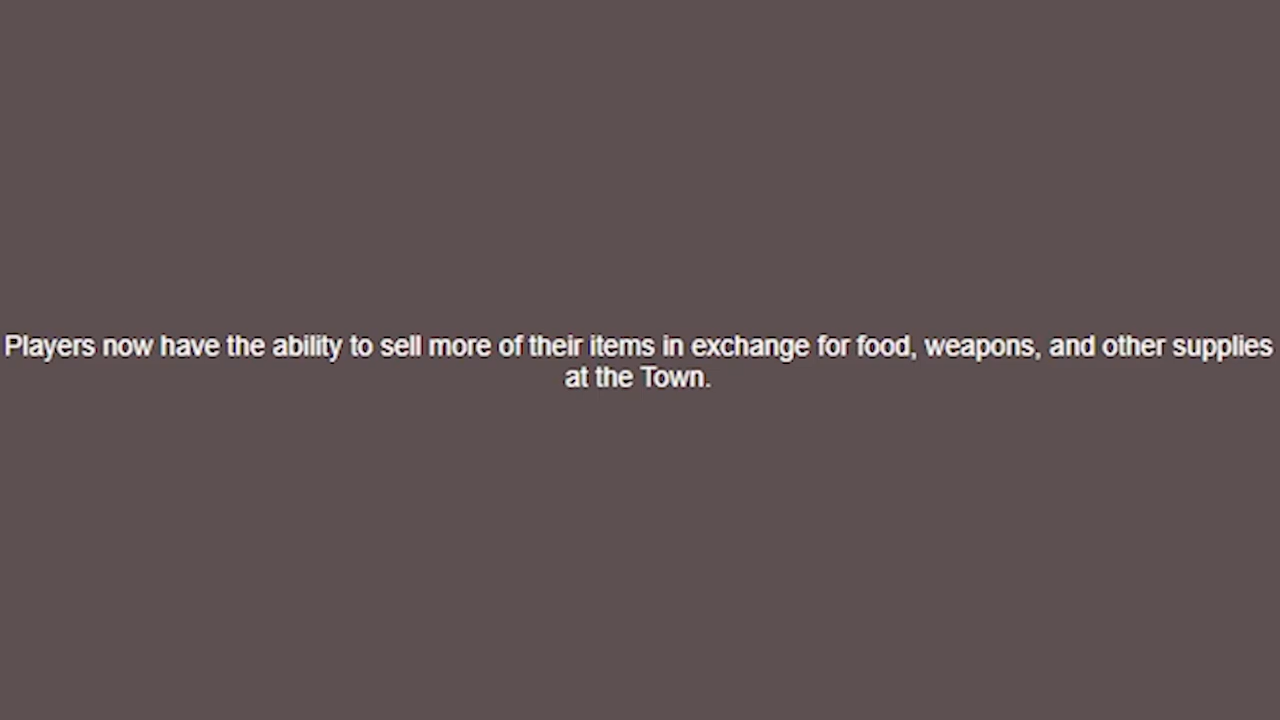 Players now have the ability to sell more of their items in exchange for food, weapons, and other supplies
at the Town.